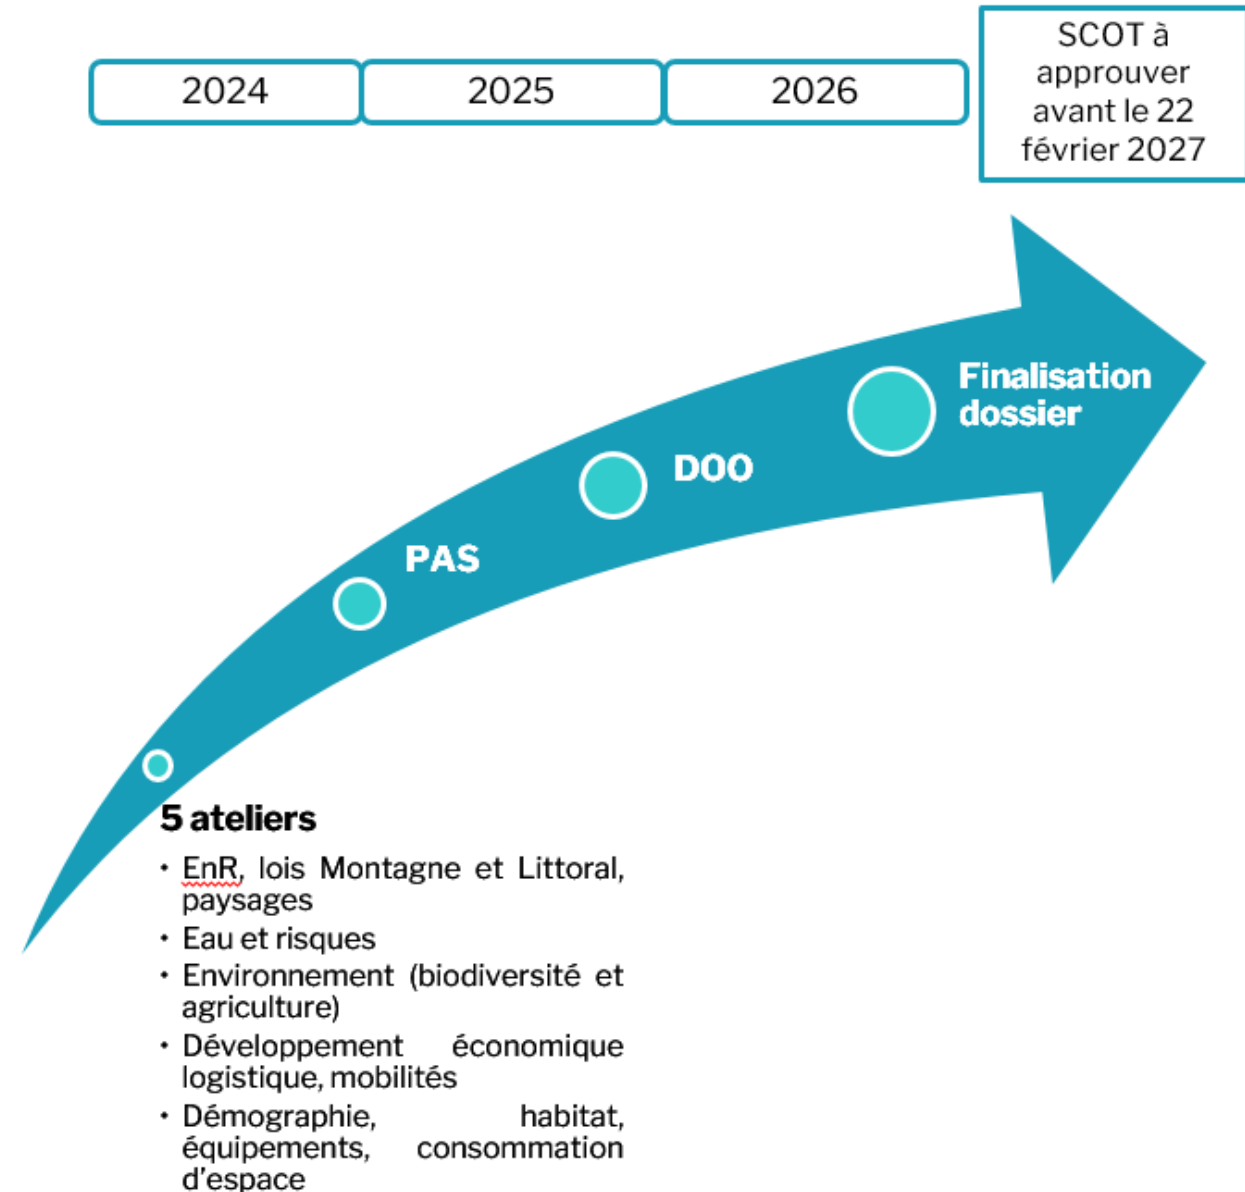 2024
2025
2026
SCOT à
approuver
avant le 22
février 2027
Finalisation
dossier
DOO
PAS
5 ateliers
• EnR, lois Montagne et Littoral,
paysages
• Eau et risques
• Environnement (biodiversité et
agriculture)
• Développement économique
logistique, mobilités
• Démographie, habitat,
équipements, consommation
d'espace